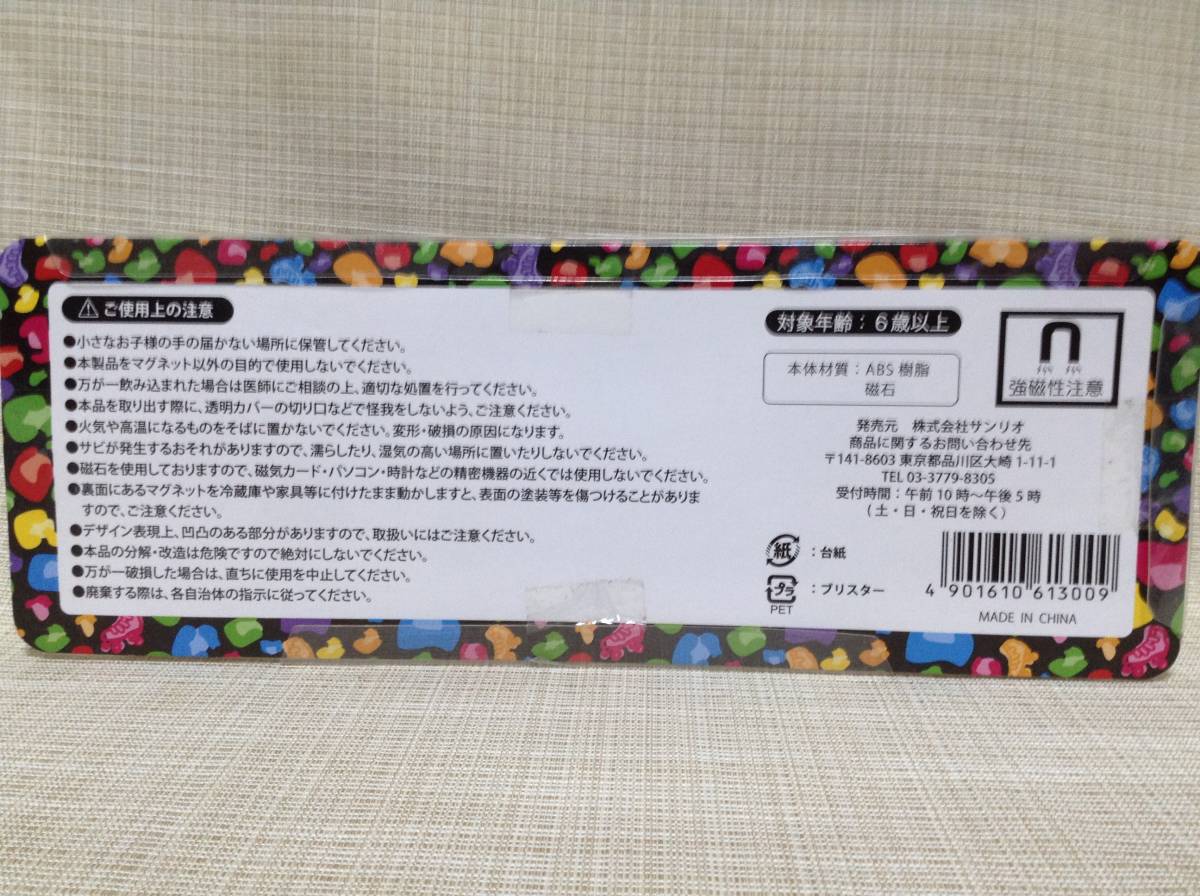 ⚠ご使用上の注意
●小さなお子様の手の届かない場所に保管してください。
●本製品をマグネット以外の目的で使用しないでください。
●万が一飲み込まれた場合は医師にご相談の上、適切な処置を行ってください。
●本品を取り出す際に、透明カバーの切り口などで怪我をしないよう、ご注意ください。
●火気や高温になるものをそばに置かないでください。変形・破損の原因になります。
●サビが発生するおそれがありますので、濡らしたり、湿気の高い場所に置いたりしないでください。
●磁石を使用しておりますので、磁気カード・パソコン・時計などの精密機器の近くでは使用しないでください。
●裏面にあるマグネットを冷蔵庫や家具等に付けたまま動かしますと、表面の塗装等を傷つけることがありま
すので、ご注意ください。
●デザイン表現上、凹凸のある部分がありますので、取扱いにはご注意ください。
●本品の分解・改造は危険ですので絶対にしないでください。
●万が一破損した場合は、直ちに使用を中止してください。
●廃棄する際は、各自治体の指示に従ってください。
対象年齢：6歳以上
本体材質：ABS 樹脂
磁石
強磁性注意
発売元 株式会社サンリオ
商品に関するお問い合わせ先
〒141-8603 東京都品川区大崎 1-11-1
TEL 03-3779-8305
受付時間：午前 10 時～午後 5 時
(土・日・祝日を除く)
紙：台紙
プラ：ブリスター
PET
4 901610 613009
MADE IN CHINA